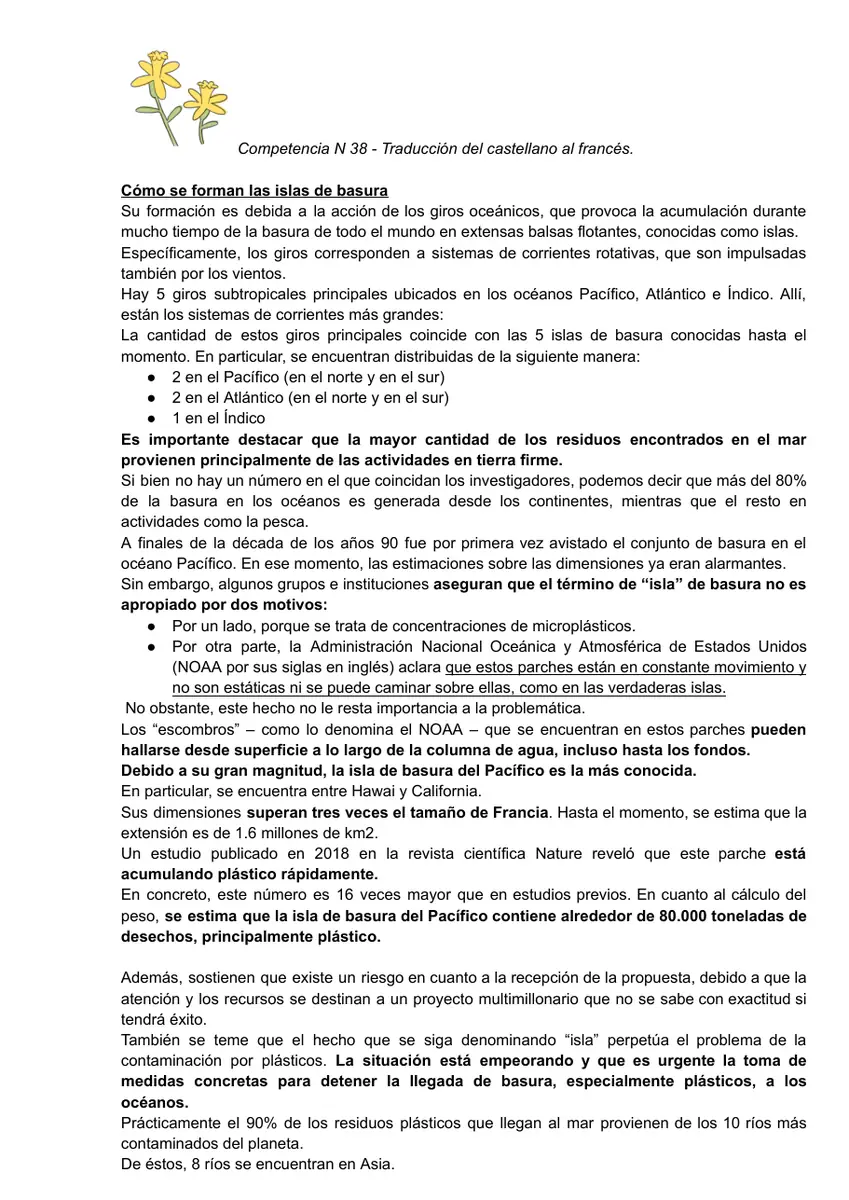 Competencia N 38 - Traducción del castellano al francés.
Cómo se forman las islas de basura
Su formación es debida a la acción de los giros oceánicos, que provoca la acumulación durante
mucho tiempo de la basura de todo el mundo en extensas balsas flotantes, conocidas como islas.
Específicamente, los giros corresponden a sistemas de corrientes rotativas, que son impulsadas
también por los vientos.
Hay 5 giros subtropicales principales ubicados en los océanos Pacífico, Atlántico e Índico. Allí,
están los sistemas de corrientes más grandes:
La cantidad de estos giros principales coincide con las 5 islas de basura conocidas hasta el
momento. En particular, se encuentran distribuidas de la siguiente manera:
● 2 en el Pacífico (en el norte y en el sur)
● 2 en el Atlántico (en el norte y en el sur)
● 1 en el Índico
Es importante destacar que la mayor cantidad de los residuos encontrados en el mar
provienen principalmente de las actividades en tierra firme.
Si bien no hay un número en el que coincidan los investigadores, podemos decir que más del 80%
de la basura en los océanos es generada desde los continentes, mientras que el resto en
actividades como la pesca.
A finales de la década de los años 90 fue por primera vez avistado el conjunto de basura en el
océano Pacífico. En ese momento, las estimaciones sobre las dimensiones ya eran alarmantes.
Sin embargo, algunos grupos e instituciones aseguran que el término de “isla” de basura no es
apropiado por dos motivos:
● Por un lado, porque se trata de concentraciones de microplásticos.
● Por otra parte, la Administración Nacional Oceánica y Atmosférica de Estados Unidos
(NOAA por sus siglas en inglés) aclara que estos parches están en constante movimiento y
no son estáticas ni se puede caminar sobre ellas, como en las verdaderas islas.
No obstante, este hecho no le resta importancia a la problemática.
Los “escombros” – como lo denomina el NOAA – que se encuentran en estos parches pueden
hallarse desde superficie a lo largo de la columna de agua, incluso hasta los fondos.
Debido a su gran magnitud, la isla de basura del Pacífico es la más conocida.
En particular, se encuentra entre Hawai y California.
Sus dimensiones superan tres veces el tamaño de Francia. Hasta el momento, se estima que la
extensión es de 1.6 millones de km2.
Un estudio publicado en 2018 en la revista científica Nature reveló que este parche está
acumulando plástico rápidamente.
En concreto, este número es 16 veces mayor que en estudios previos. En cuanto al cálculo del
peso, se estima que la isla de basura del Pacífico contiene alrededor de 80.000 toneladas de
desechos, principalmente plástico.
Además, sostienen que existe un riesgo en cuanto a la recepción de la propuesta, debido a que la
atención y los recursos se destinan a un proyecto multimillonario que no se sabe con exactitud si
tendrá éxito.
También se teme que el hecho que se siga denominando “isla” perpetúa el problema de la
contaminación por plásticos. La situación está empeorando y que es urgente la toma de
medidas concretas para detener la llegada de basura, especialmente plásticos, a los
océanos.
Prácticamente el 90% de los residuos plásticos que llegan al mar provienen de los 10 ríos más
contaminados del planeta.
De éstos, 8 ríos se encuentran en Asia.